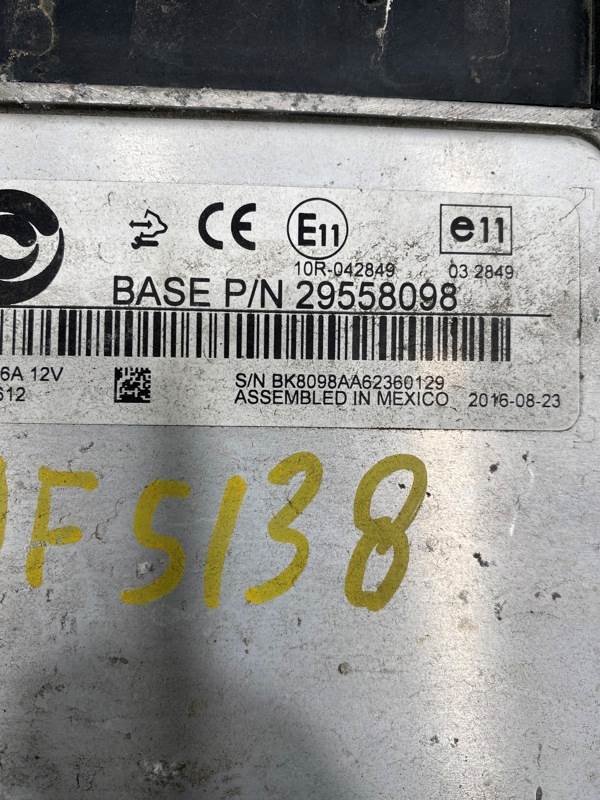 CE E11 e11
10R-042849 03 2849
BASE P/N 29558098
6A 12V S/N BK8098AA62360129
612 ASSEMBLED IN MEXICO 2016-08-23
F5138